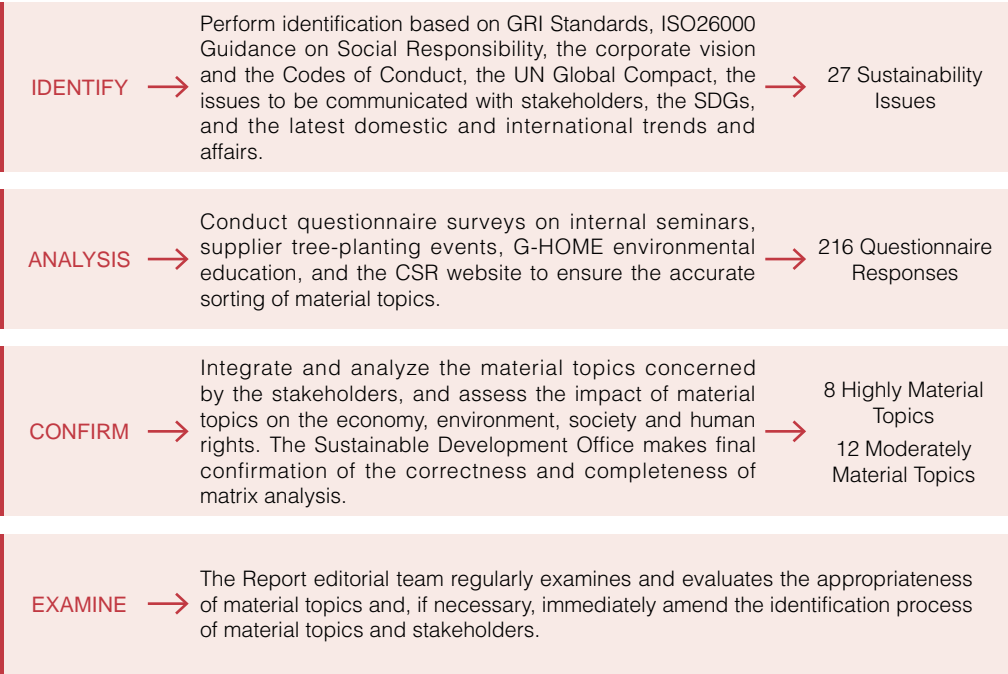 IDENTIFY
Perform identification based on GRI Standards, ISO26000
Guidance on Social Responsibility, the corporate vision
and the Codes of Conduct, the UN Global Compact, the
issues to be communicated with stakeholders, the SDGs,
and the latest domestic and international trends and
affairs.
27 Sustainability
Issues
ANALYSIS
Conduct questionnaire surveys on internal seminars,
supplier tree-planting events, G-HOME environmental
education, and the CSR website to ensure the accurate
sorting of material topics.
216 Questionnaire
Responses
CONFIRM
Integrate and analyze the material topics concerned
by the stakeholders, and assess the impact of material
topics on the economy, environment, society and human
rights. The Sustainable Development Office makes final
confirmation of the correctness and completeness of
matrix analysis.
8 Highly Material
Topics
12 Moderately
Material Topics
EXAMINE
The Report editorial team regularly examines and evaluates the appropriateness
of material topics and, if necessary, immediately amend the identification process
of material topics and stakeholders.